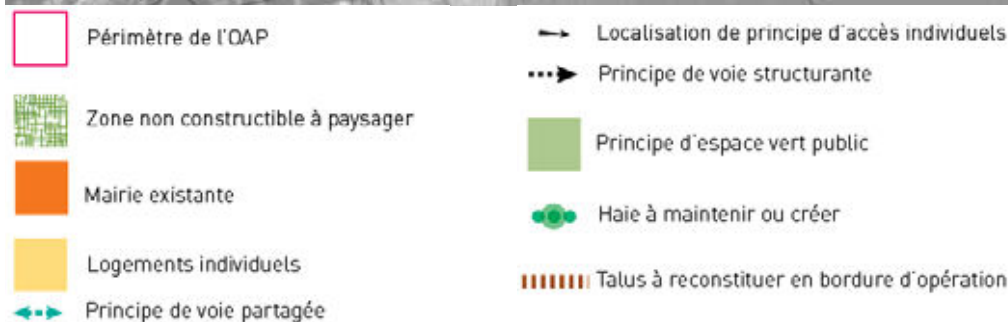 Périmètre de l'OAP
Zone non constructible à paysager
Mairie existante
Logements individuels
Principe de voie partagée
Localisation de principe d'accès individuels
Principe de voie structurante
Principe d'espace vert public
Haie à maintenir ou créer
Talus à reconstituer en bordure d'opération